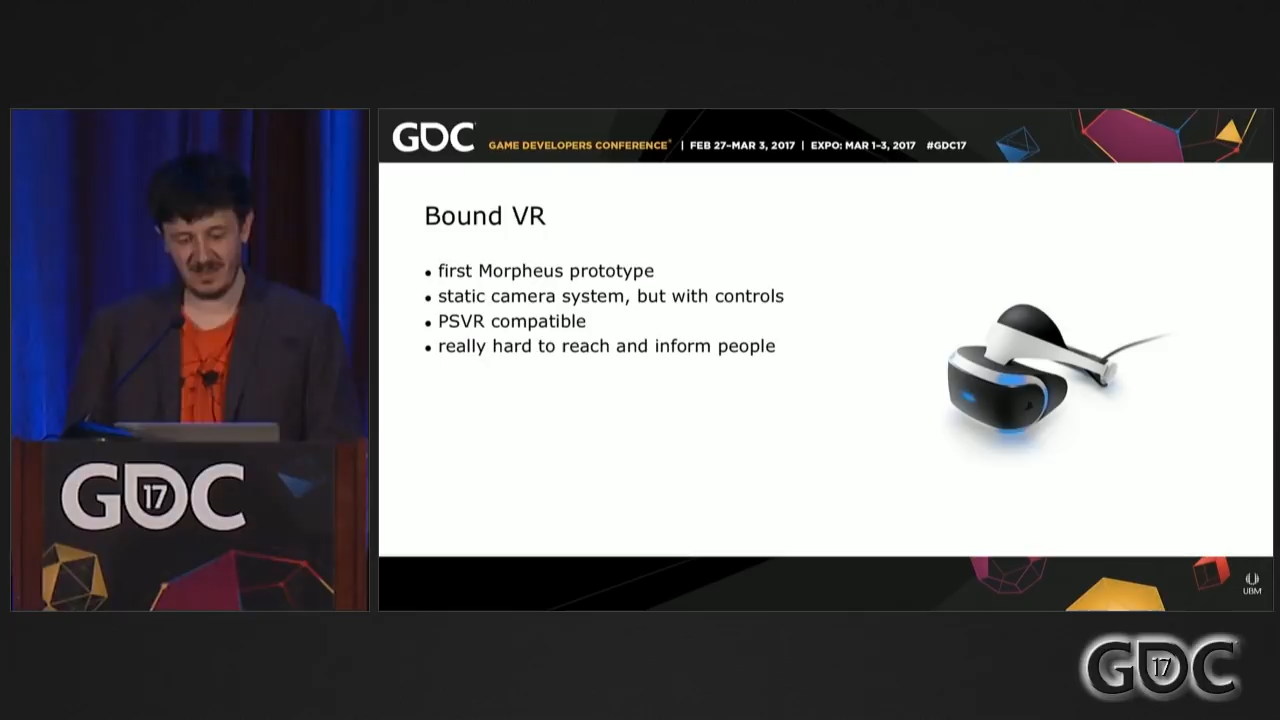 GDC
GAME DEVELOPERS CONFERENCE® | FEB 27–MAR 3, 2017 | EXPO: MAR 1–3, 2017 #GDC17
Bound VR
• first Morpheus prototype
• static camera system, but with controls
• PSVR compatible
• really hard to reach and inform people
GDC
17
UBM
GDC
17